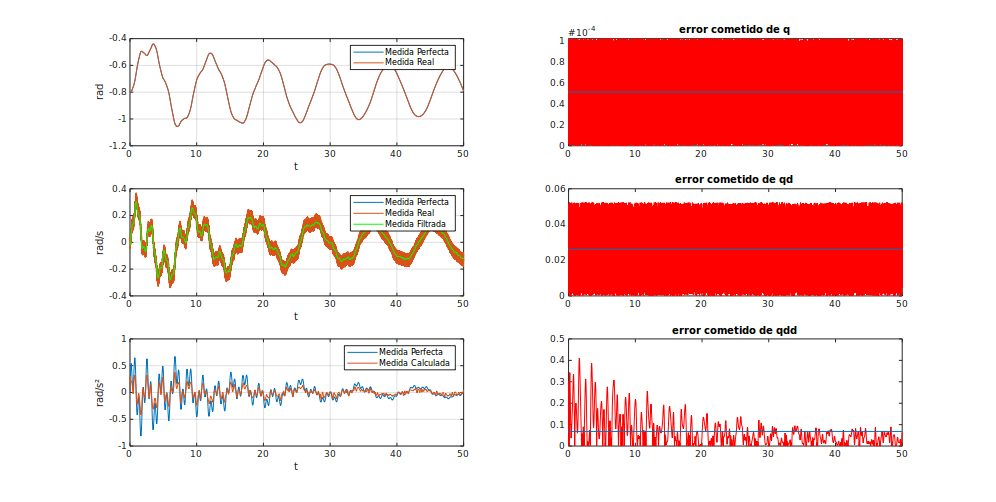 -0.4
-0.6
-0.8
-1
-1.2
rad
Medida Perfecta
Medida Real
0 10 20 30 40 50
t
error cometido de q
#10-4
1
0.8
0.6
0.4
0.2
0
0 10 20 30 40 50
0.4
0.2
0
-0.2
-0.4
rad/s
Medida Perfecta
Medida Real
Medida Filtrada
0 10 20 30 40 50
t
error cometido de qd
0.06
0.04
0.02
0
0 10 20 30 40 50
1
0.5
0
-0.5
-1
rad/s²
Medida Perfecta
Medida Calculada
0 10 20 30 40 50
t
error cometido de qdd
0.5
0.4
0.3
0.2
0.1
0
0 10 20 30 40 50